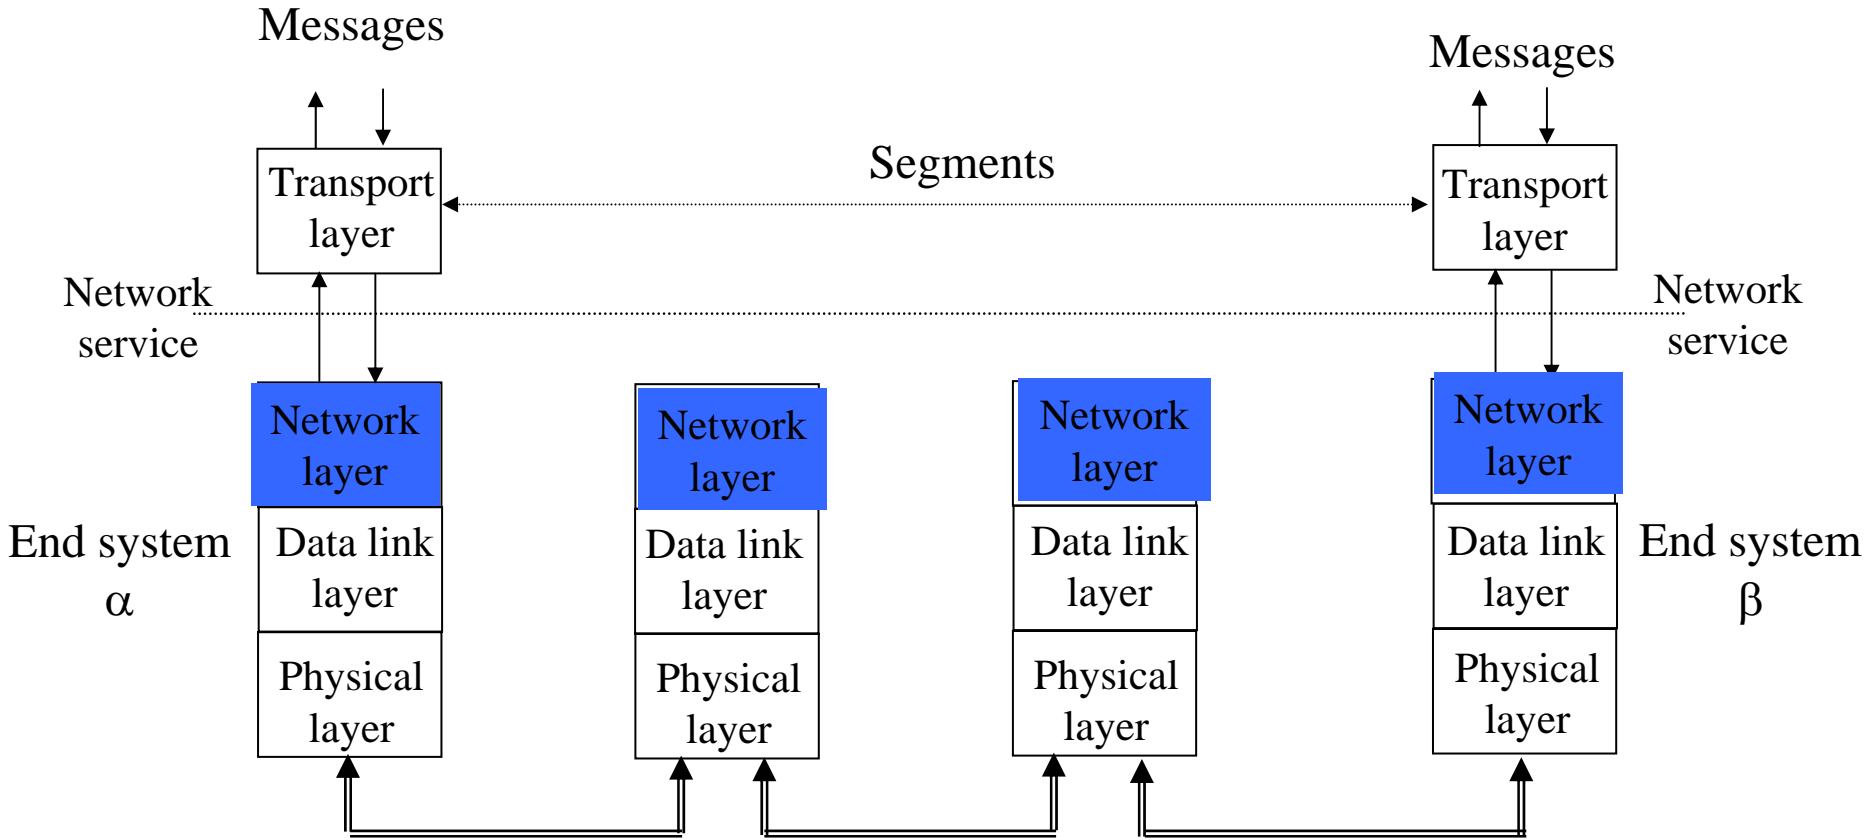 Messages
Messages
Segments
Transport
layer
Transport
layer
Network
service
Network
service
Network
layer
Network
layer
Network
layer
Network
layer
End system
α
Data link
layer
Data link
layer
Data link
layer
Data link
layer
End system
β
Physical
layer
Physical
layer
Physical
layer
Physical
layer